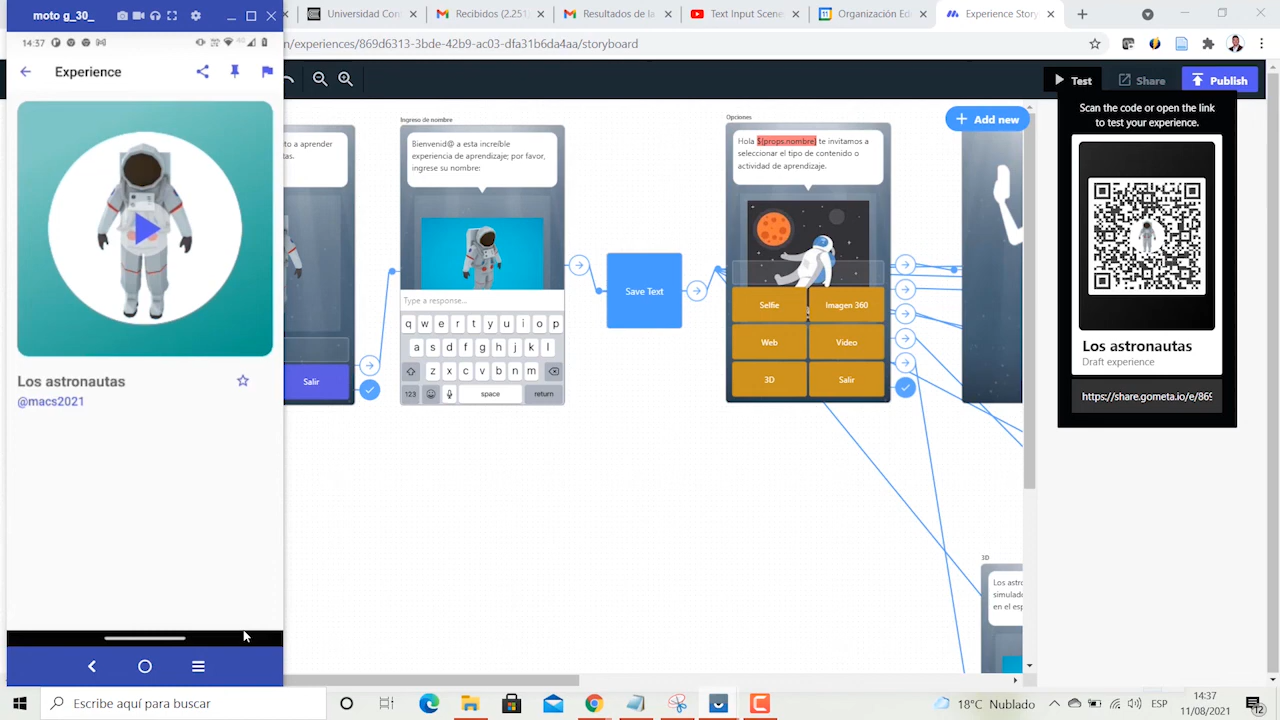 moto g_30_
14:37
Experience
Los astronautas
@macs2021
Universidad Con
M Gmail (2.251
Resultados de la
Text Input Scene
Organización Ed
Experience Story
n/experiences/869d6313-3bde-42b9-ac03-dfa31b6da4aa/storyboard
Test
Share
Publish
Add new
Scan the code or open the link
to test your experience.
Los astronautas
Draft experience
https://share.gometa.io/e/869
to a aprender
tas.
Salir
Ingreso de nombre
Bienvenid@ a esta increíble
experiencia de aprendizaje; por favor,
ingrese su nombre:
Type a response...
q w e r t y u i o p
a s d f g h j k l
z x c v b n m
123
space
return
Save Text
Opciones
Hola ${props.nombre} te invitamos a
seleccionar el tipo de contenido o
actividad de aprendizaje.
Selfie
Imagen 360
Web
Video
3D
Salir
3D
Los astro
simulado
en el esp
Escribe aquí para buscar
18°C Nublado
ESP
14:37
11/08/2021
12